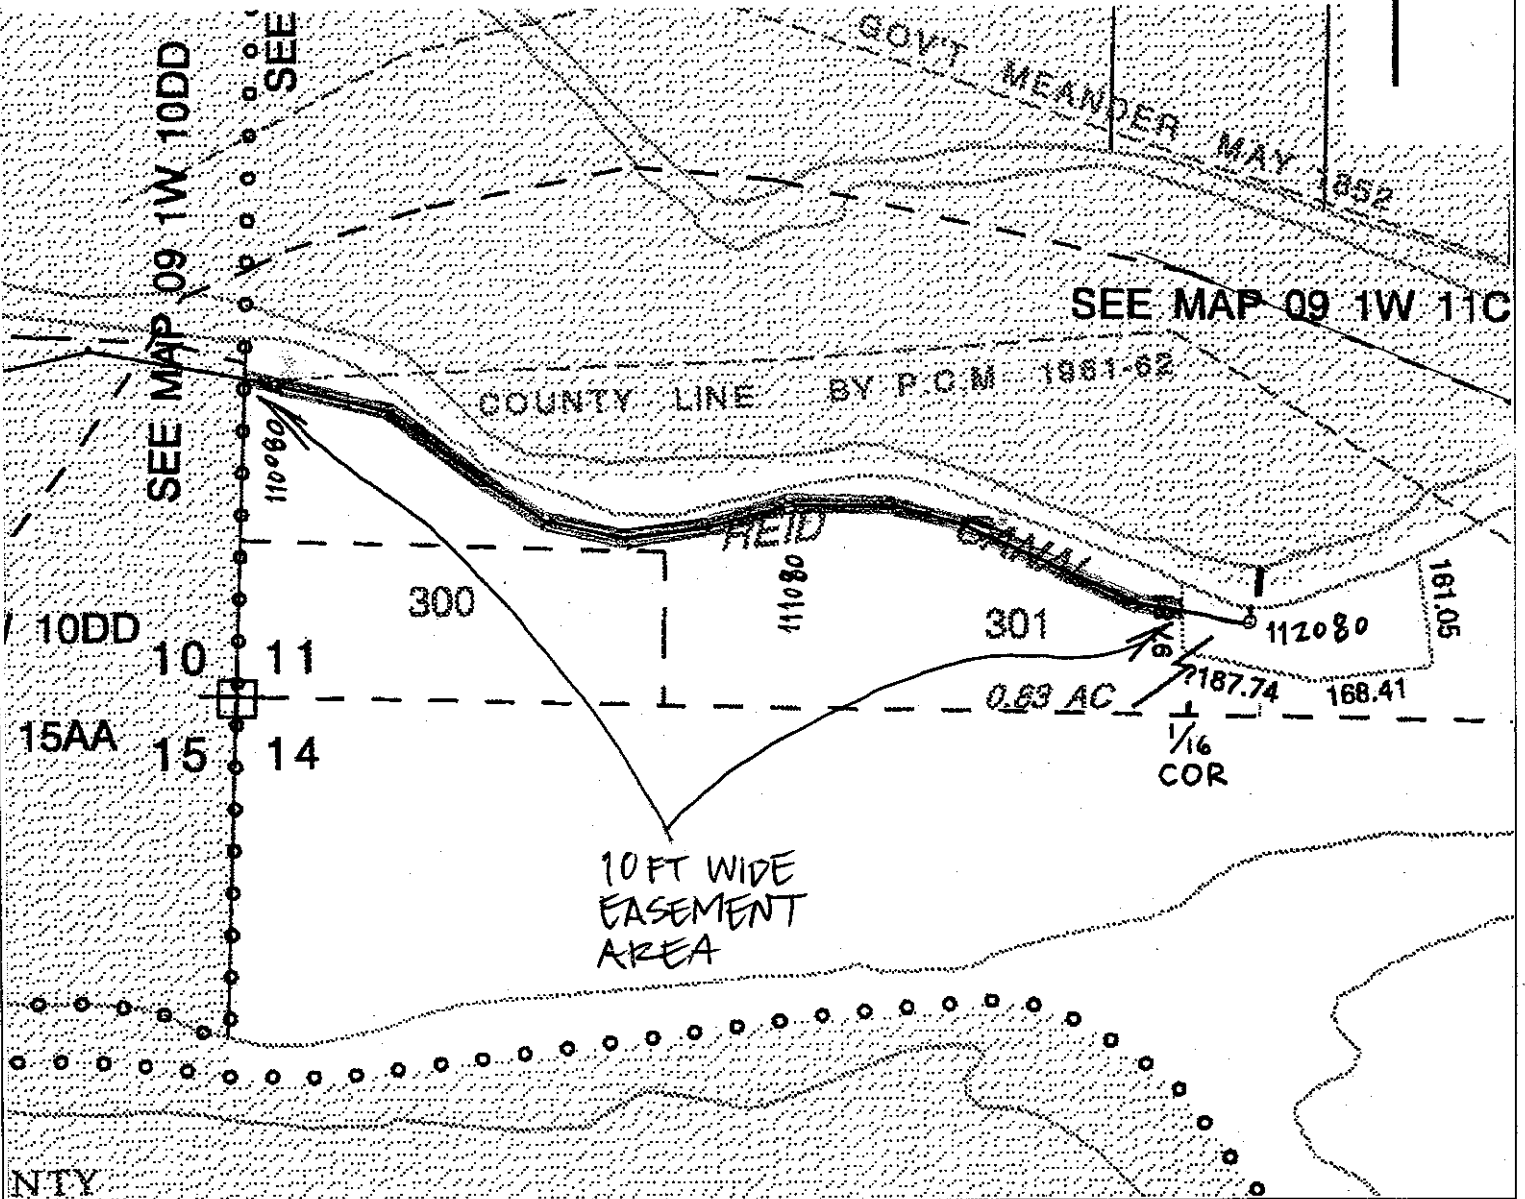 SEE
SEE MAP 09 1W 10DD
GOV'T MEANDER MAY 1852
SEE MAP 09 1W 11C
COUNTY LINE BY P.C.M 1961-62
110080
HEID CANAL
111080
300
301
112080
161.05
10DD
10 11
?187.74
168.41
0.63 AC
15AA
15 14
1/16
COR
10 FT WIDE
EASEMENT
AREA
NTY